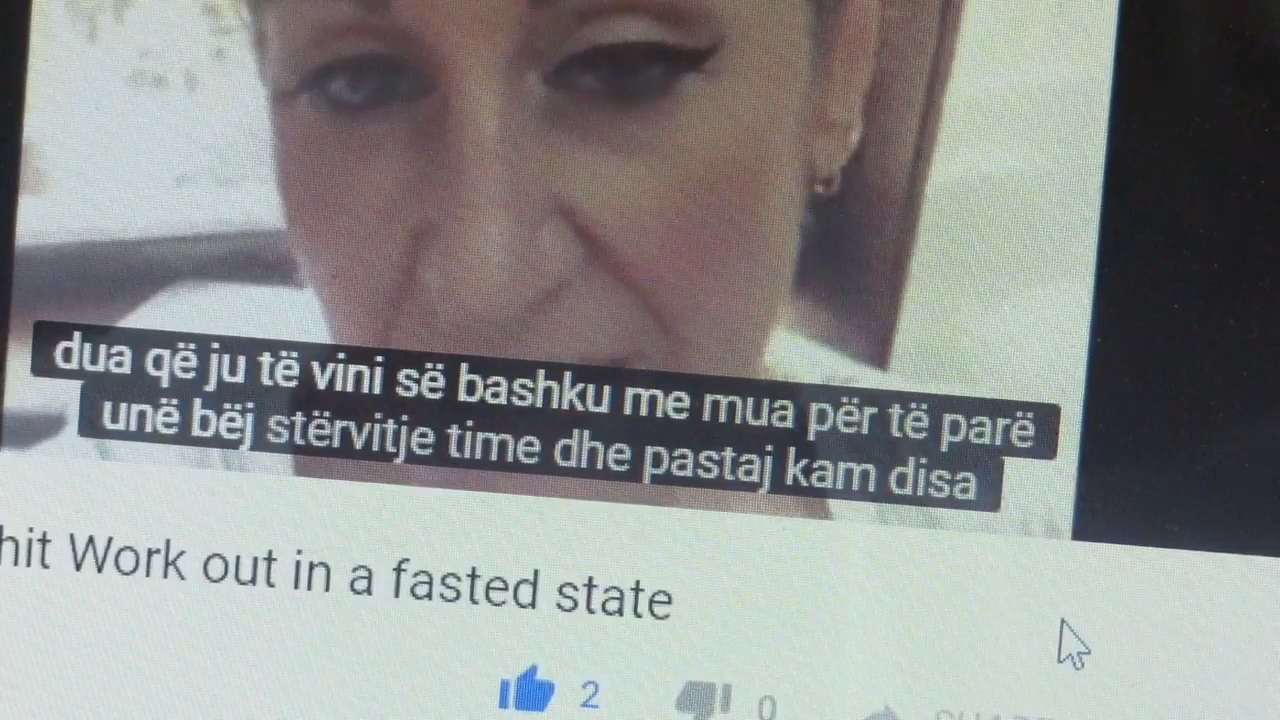 dua që ju të vini së bashku me mua për të parë
unë bëj stërvitje time dhe pastaj kam disa
hit Work out in a fasted state
2
0